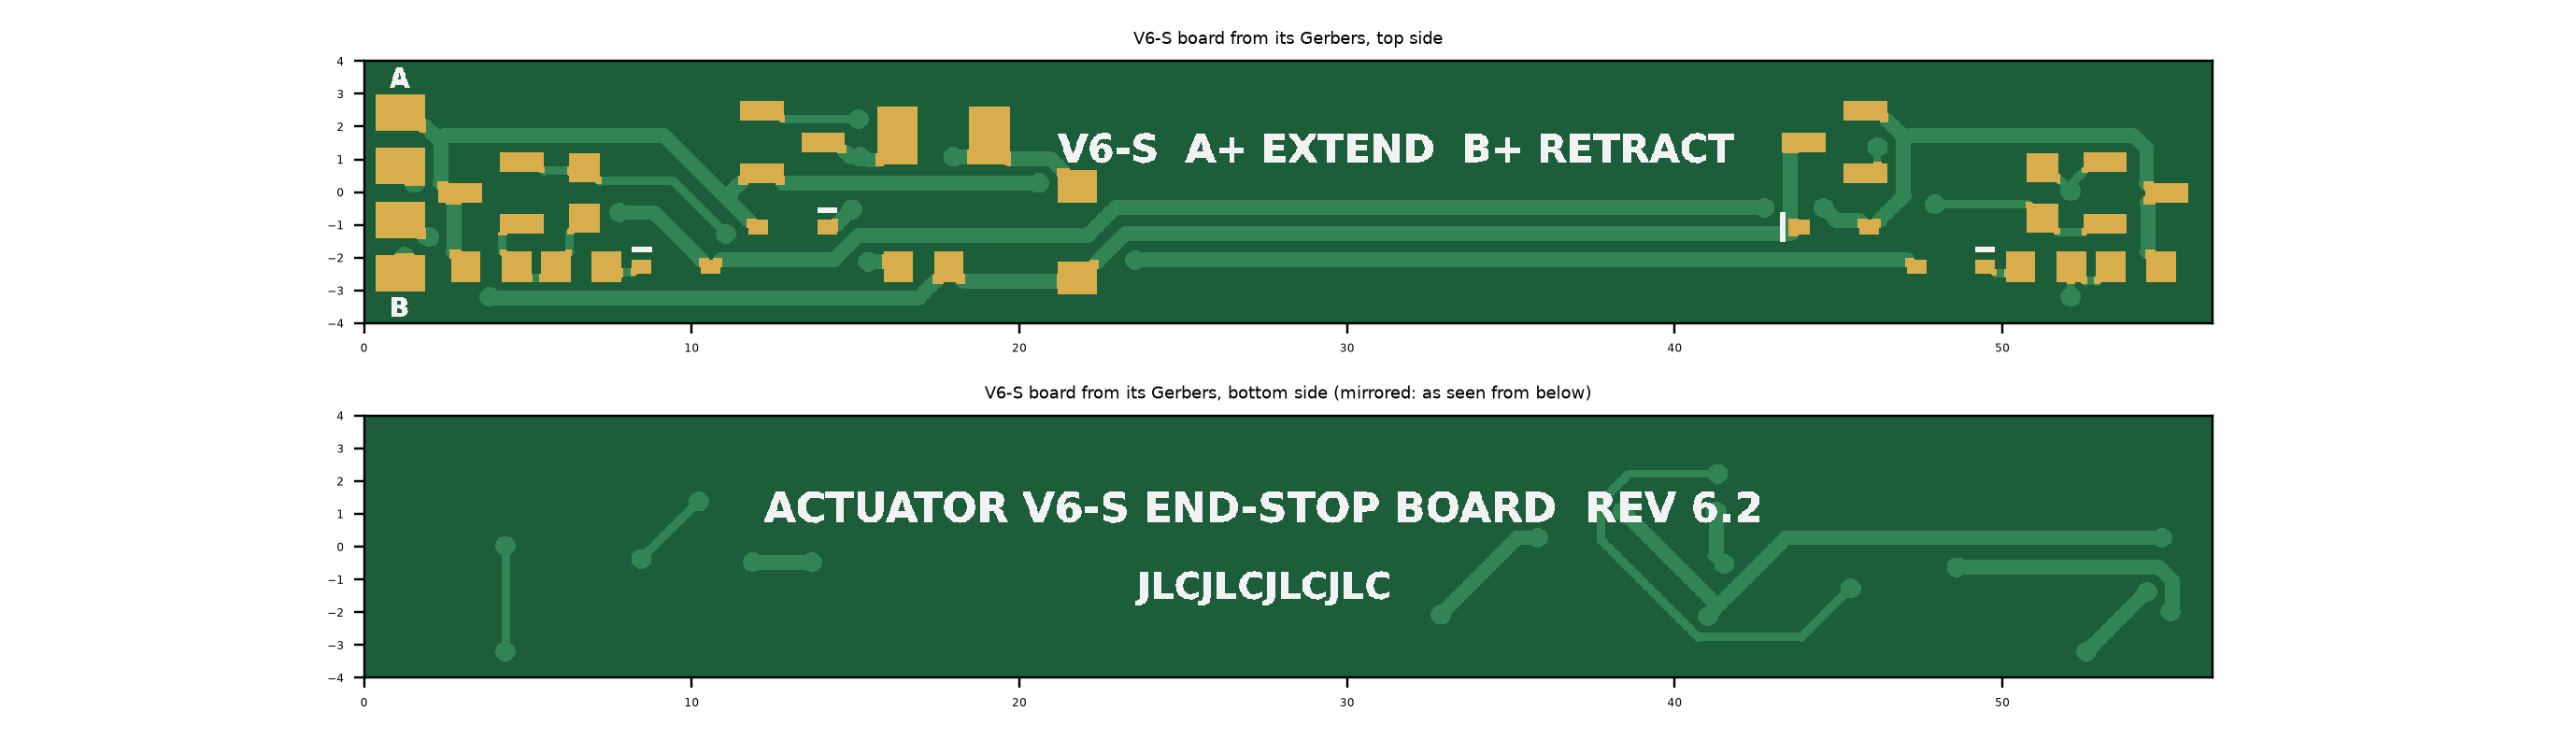 V6-S board from its Gerbers, top side
4
A
3
2
V6-S A+ EXTEND B+ RETRACT
1
0
−1
−2
−3
B
−4
0 10 20 30 40 50
V6-S board from its Gerbers, bottom side (mirrored: as seen from below)
4
3
2
ACTUATOR V6-S END-STOP BOARD REV 6.2
1
0
−1
JLCJLCJLCJLC
−2
−3
−4
0 10 20 30 40 50